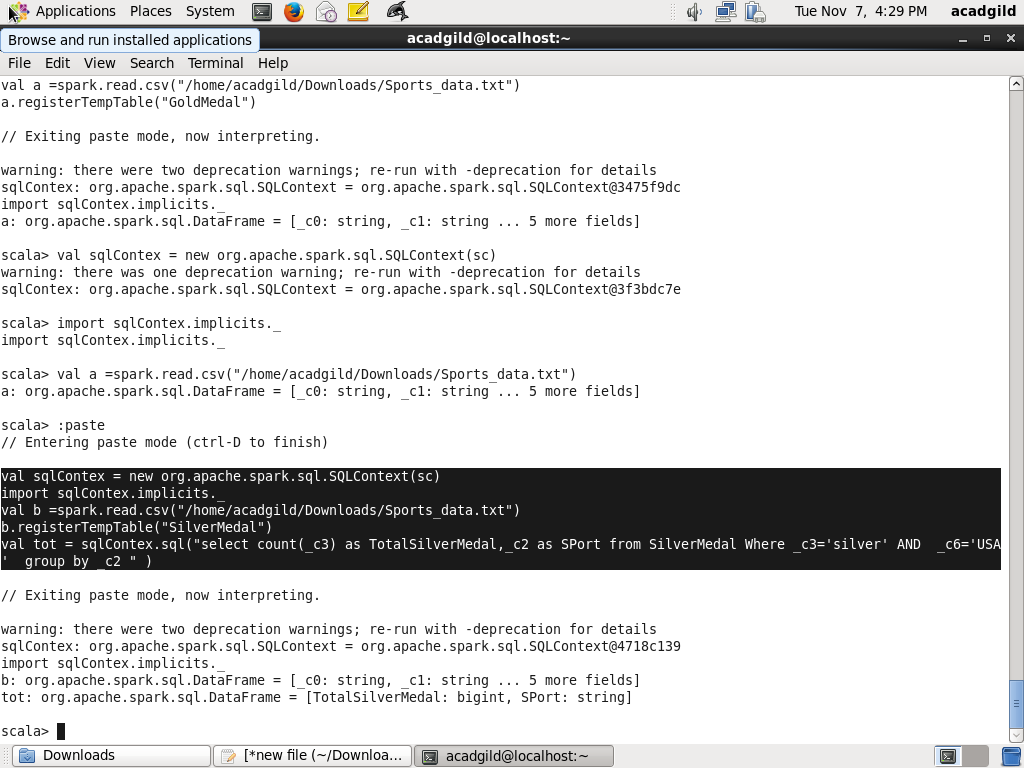 Applications Places System Tue Nov 7, 4:29 PM acadgild
Browse and run installed applications
acadgild@localhost:~
File Edit View Search Terminal Help
val a =spark.read.csv("/home/acadgild/Downloads/Sports_data.txt")
a.registerTempTable("GoldMedal")
// Exiting paste mode, now interpreting.
warning: there were two deprecation warnings; re-run with -deprecation for details
sqlContex: org.apache.spark.sql.SQLContext = org.apache.spark.sql.SQLContext@3475f9dc
import sqlContex.implicits._
a: org.apache.spark.sql.DataFrame = [_c0: string, _c1: string ... 5 more fields]
scala> val sqlContex = new org.apache.spark.sql.SQLContext(sc)
warning: there was one deprecation warning; re-run with -deprecation for details
sqlContex: org.apache.spark.sql.SQLContext = org.apache.spark.sql.SQLContext@3f3bdc7e
scala> import sqlContex.implicits._
import sqlContex.implicits._
scala> val a =spark.read.csv("/home/acadgild/Downloads/Sports_data.txt")
a: org.apache.spark.sql.DataFrame = [_c0: string, _c1: string ... 5 more fields]
scala> :paste
// Entering paste mode (ctrl-D to finish)
val sqlContex = new org.apache.spark.sql.SQLContext(sc)
import sqlContex.implicits._
val b =spark.read.csv("/home/acadgild/Downloads/Sports_data.txt")
b.registerTempTable("SilverMedal")
val tot = sqlContex.sql("select count(_c3) as TotalSilverMedal,_c2 as SPort from SilverMedal Where _c3='silver' AND  _c6='USA
'  group by _c2 " )
// Exiting paste mode, now interpreting.
warning: there were two deprecation warnings; re-run with -deprecation for details
sqlContex: org.apache.spark.sql.SQLContext = org.apache.spark.sql.SQLContext@4718c139
import sqlContex.implicits._
b: org.apache.spark.sql.DataFrame = [_c0: string, _c1: string ... 5 more fields]
tot: org.apache.spark.sql.DataFrame = [TotalSilverMedal: bigint, SPort: string]
scala>
Downloads [*new file (~/Downloa... acadgild@localhost:~